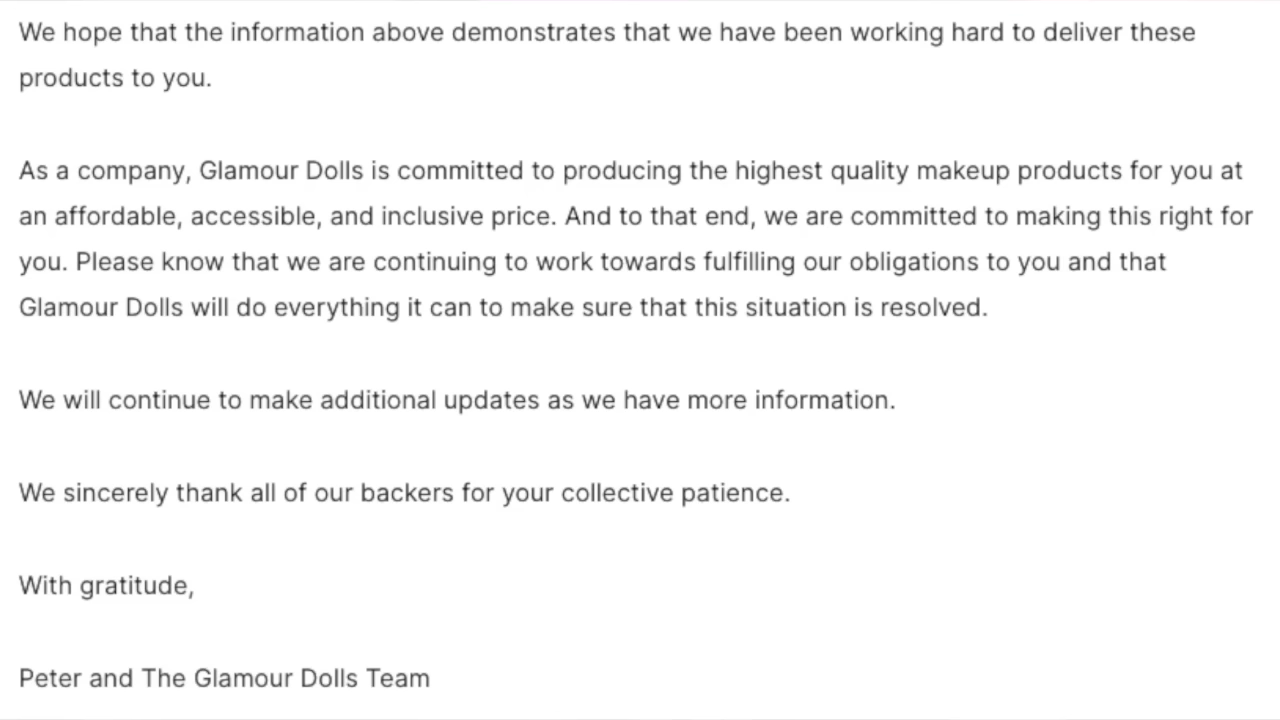 We hope that the information above demonstrates that we have been working hard to deliver these
products to you.
As a company, Glamour Dolls is committed to producing the highest quality makeup products for you at
an affordable, accessible, and inclusive price. And to that end, we are committed to making this right for
you. Please know that we are continuing to work towards fulfilling our obligations to you and that
Glamour Dolls will do everything it can to make sure that this situation is resolved.
We will continue to make additional updates as we have more information.
We sincerely thank all of our backers for your collective patience.
With gratitude,
Peter and The Glamour Dolls Team